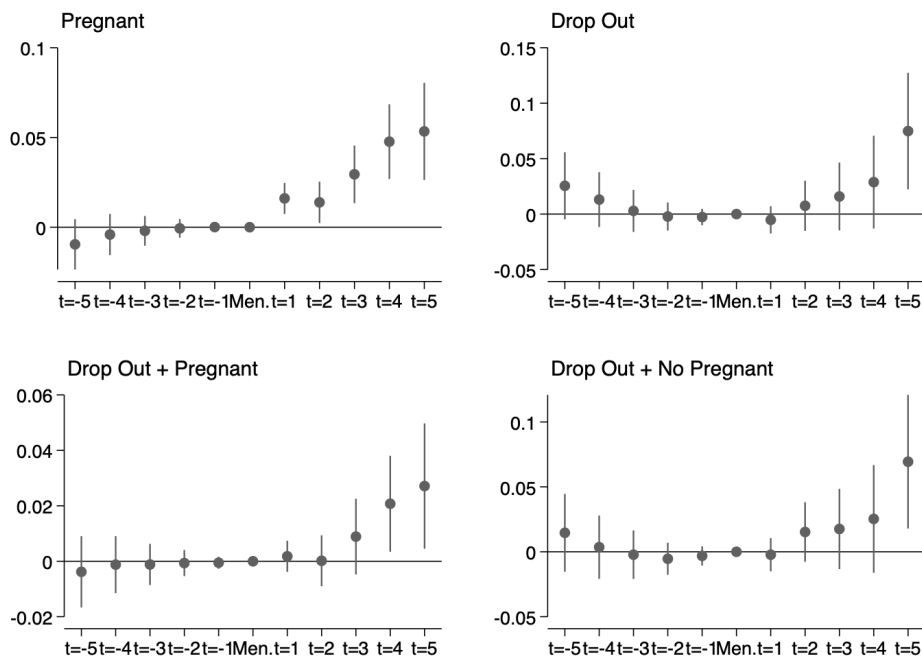 Pregnant
0.1
0.05
0
t=-5 t=-4 t=-3 t=-2 t=-1 Men. t=1 t=2 t=3 t=4 t=5
Drop Out
0.15
0.1
0.05
0
-0.05
t=-5 t=-4 t=-3 t=-2 t=-1 Men. t=1 t=2 t=3 t=4 t=5
Drop Out + Pregnant
0.06
0.04
0.02
0
-0.02
t=-5 t=-4 t=-3 t=-2 t=-1 Men. t=1 t=2 t=3 t=4 t=5
Drop Out + No Pregnant
0.1
0.05
0
-0.05
t=-5 t=-4 t=-3 t=-2 t=-1 Men. t=1 t=2 t=3 t=4 t=5